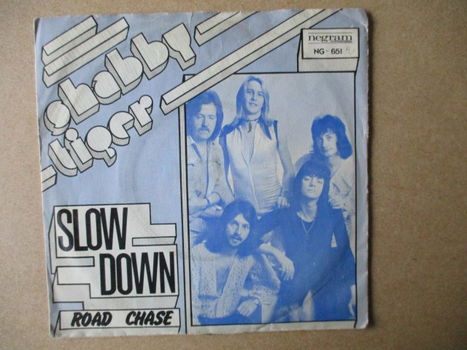 shabby
tiger
negram
NG - 651
SLOW
DOWN
ROAD CHASE